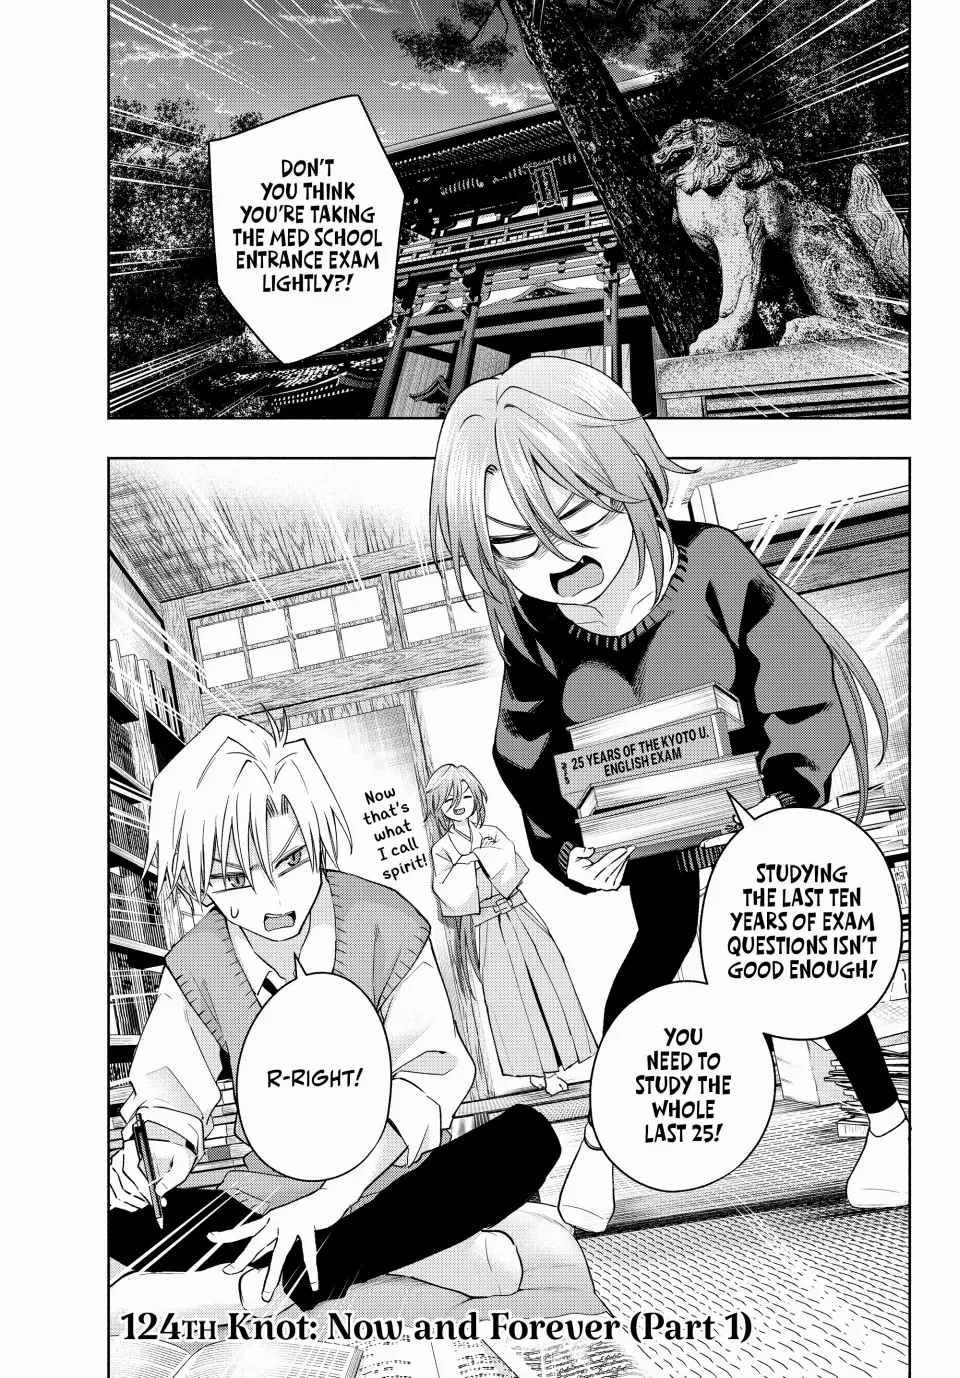 DON'T
YOU THINK
YOU'RE TAKING
THE MED SCHOOL
ENTRANCE EXAM
LIGHTLY?!
25 YEARS OF THE KYOTO U.
ENGLISH EXAM
Now
that's
what
I call
spirit!
STUDYING
THE LAST TEN
YEARS OF EXAM
QUESTIONS ISN'T
GOOD ENOUGH!
YOU
NEED TO
STUDY THE
WHOLE
LAST 25!
R-RIGHT!
124TH Knot: Now and Forever (Part 1)